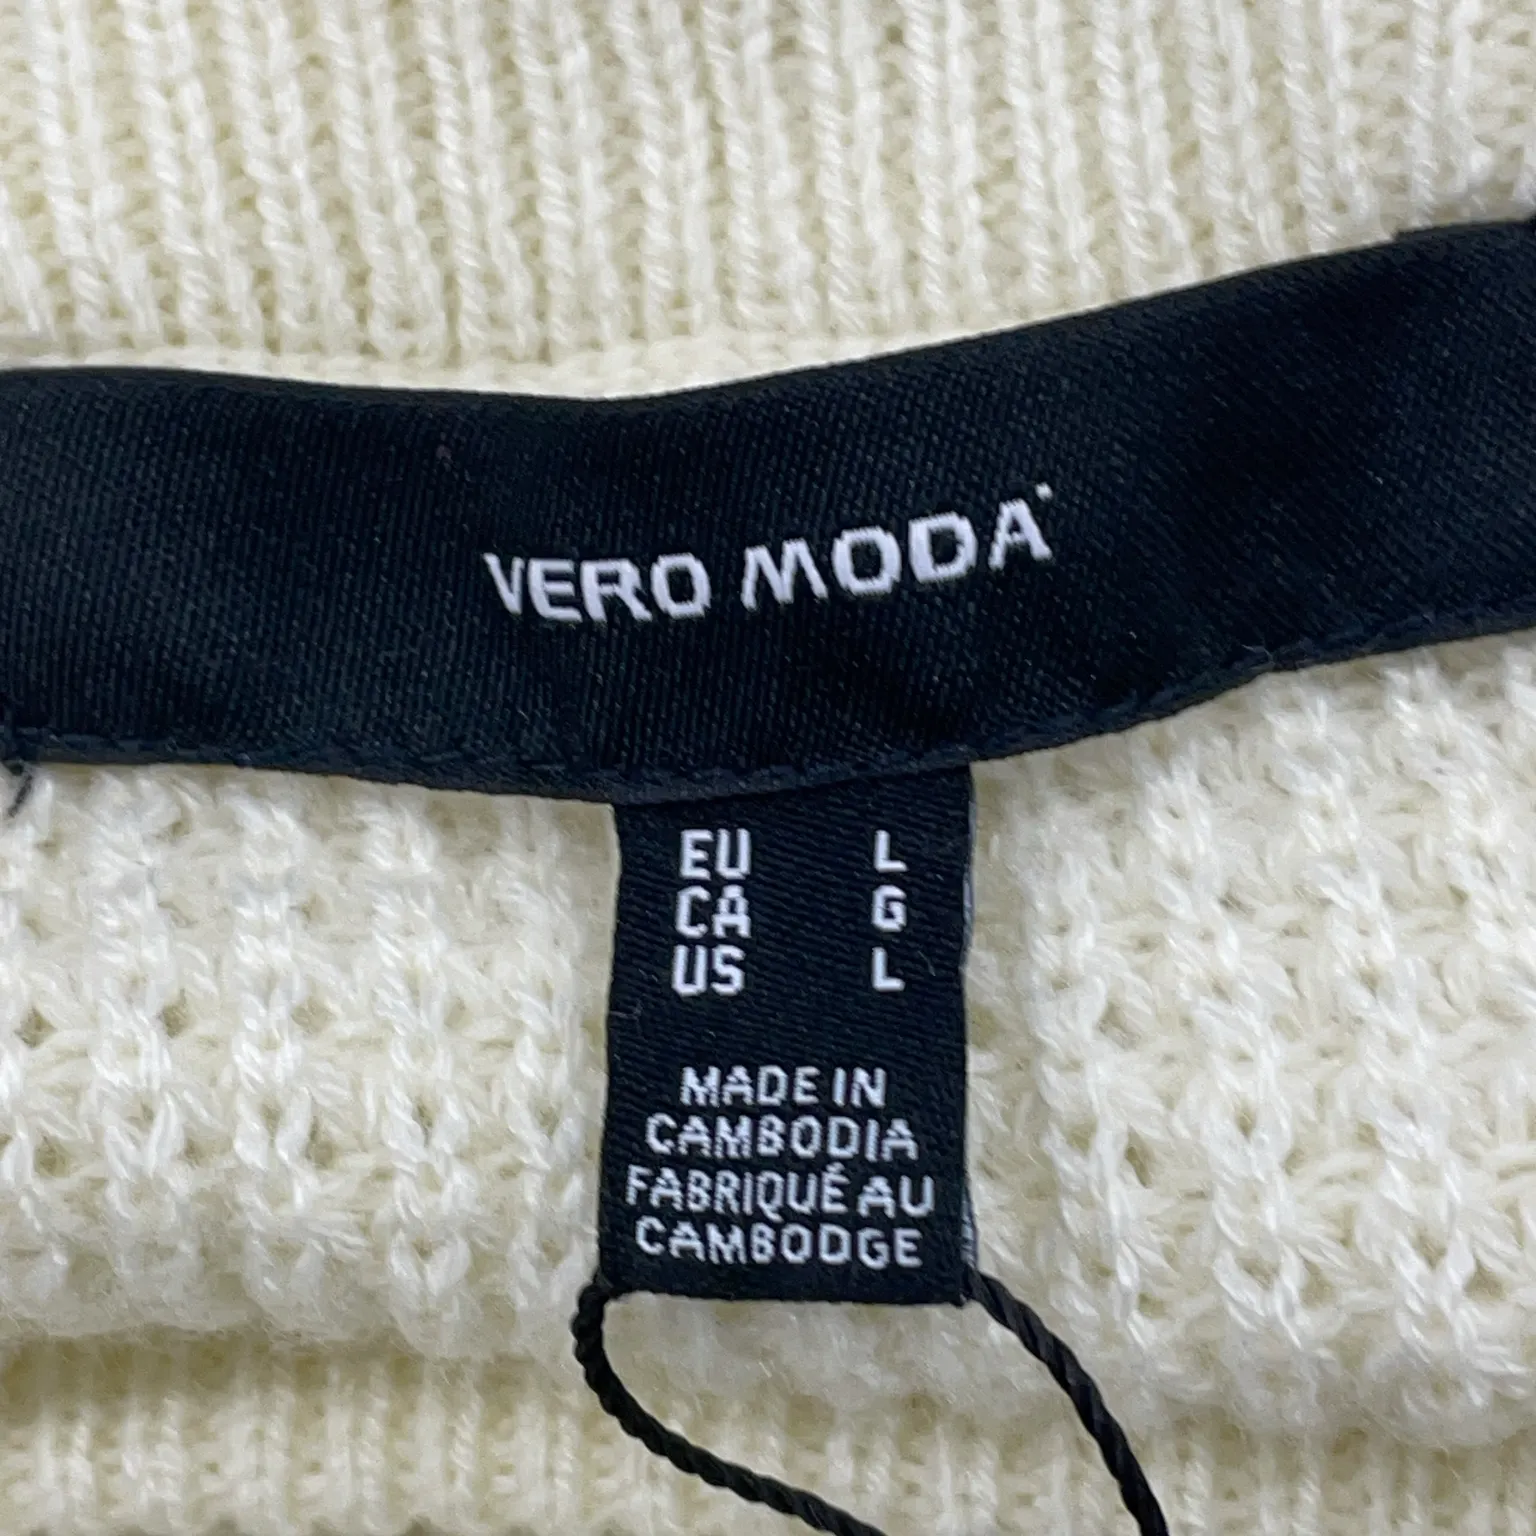 VERO MODA
EU L
CA G
US L
MADE IN
CAMBODIA
FABRIQUÉ AU
CAMBODGE